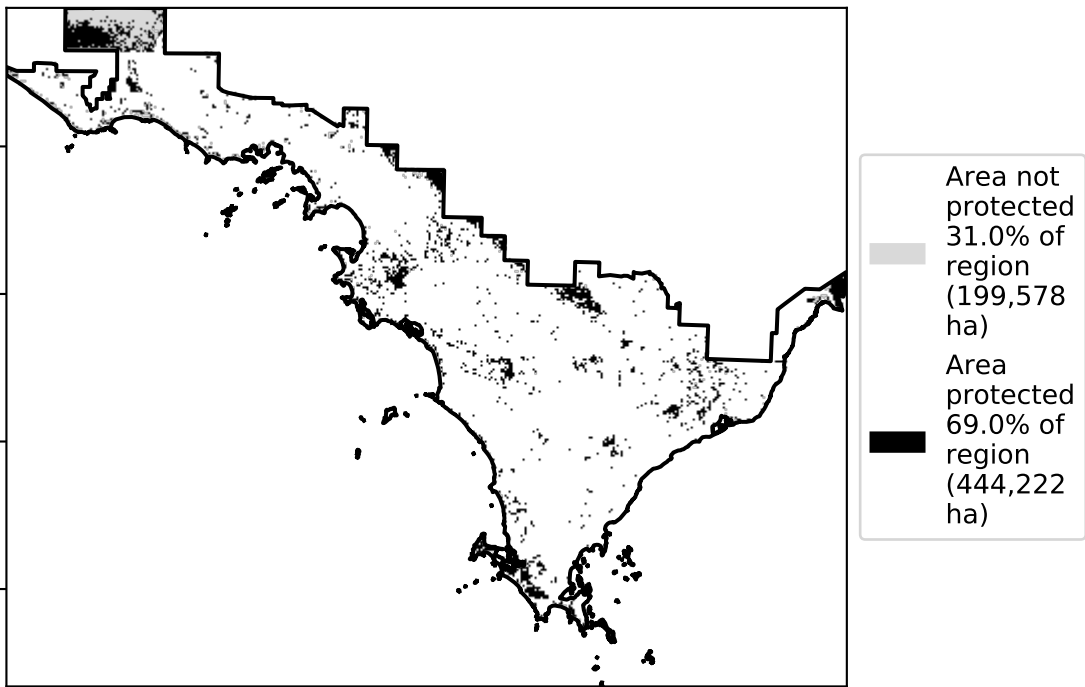 Area not
protected
31.0% of
region
(199,578
ha)
Area
protected
69.0% of
region
(444,222
ha)